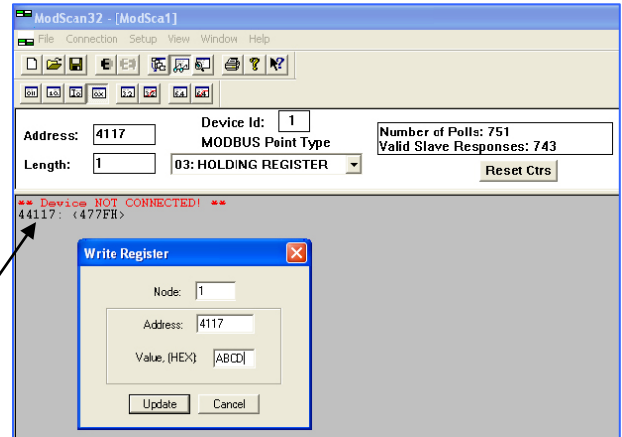 ModScan32 - [ModSca1]
File Connection Setup View Window Help
Address: 4117
Device Id: 1
MODBUS Point Type
03: HOLDING REGISTER
Length: 1
Number of Polls: 751
Valid Slave Responses: 743
Reset Ctrs
** Device NOT CONNECTED! **
44117: <477FH>
Write Register
Node: 1
Address: 4117
Value, (HEX): ABCD
Update Cancel